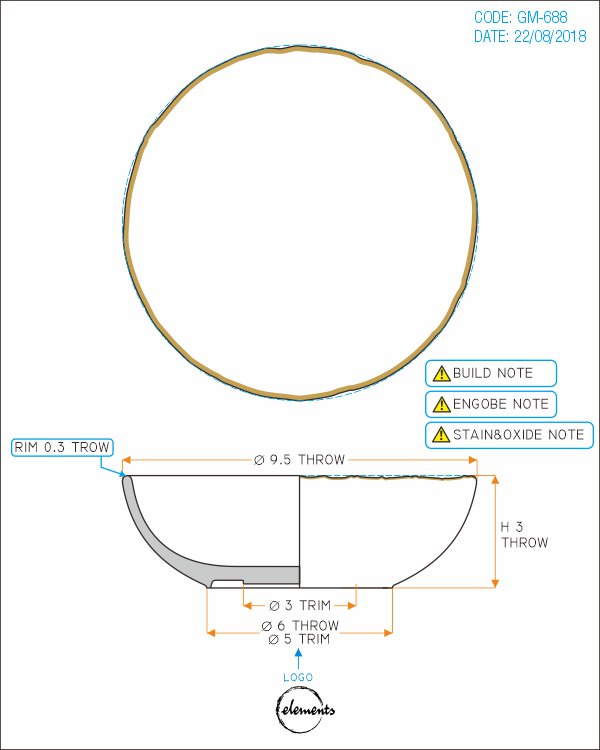 CODE: GM-688
DATE: 22/08/2018
BUILD NOTE
ENGOBE NOTE
STAIN&OXIDE NOTE
RIM 0.3 TROW
Ø 9.5 THROW
H 3
THROW
Ø 3 TRIM
Ø 6 THROW
Ø 5 TRIM
LOGO
elements